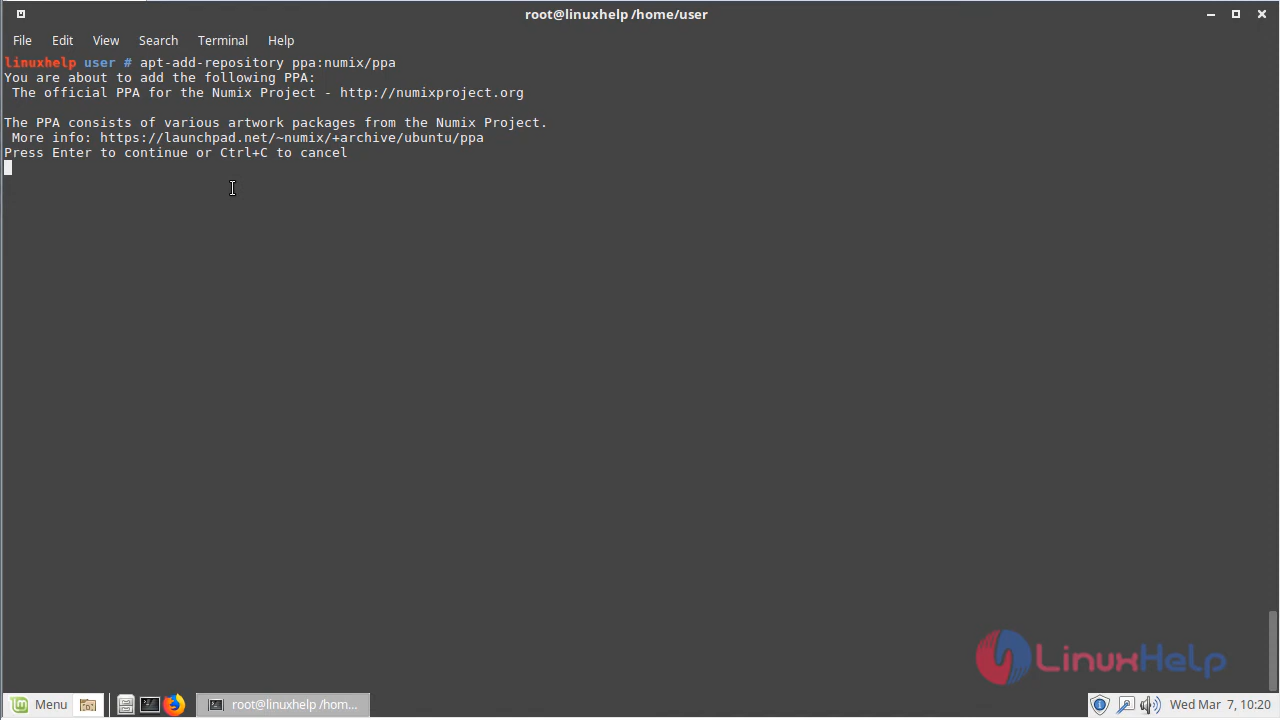 root@linuxhelp /home/user
File Edit View Search Terminal Help
linuxhelp user # apt-add-repository ppa:numix/ppa
You are about to add the following PPA:
 The official PPA for the Numix Project - http://numixproject.org

The PPA consists of various artwork packages from the Numix Project.
 More info: https://launchpad.net/~numix/+archive/ubuntu/ppa
Press Enter to continue or Ctrl+C to cancel
LinuxHelp
Menu root@linuxhelp /hom... Wed Mar 7, 10:20